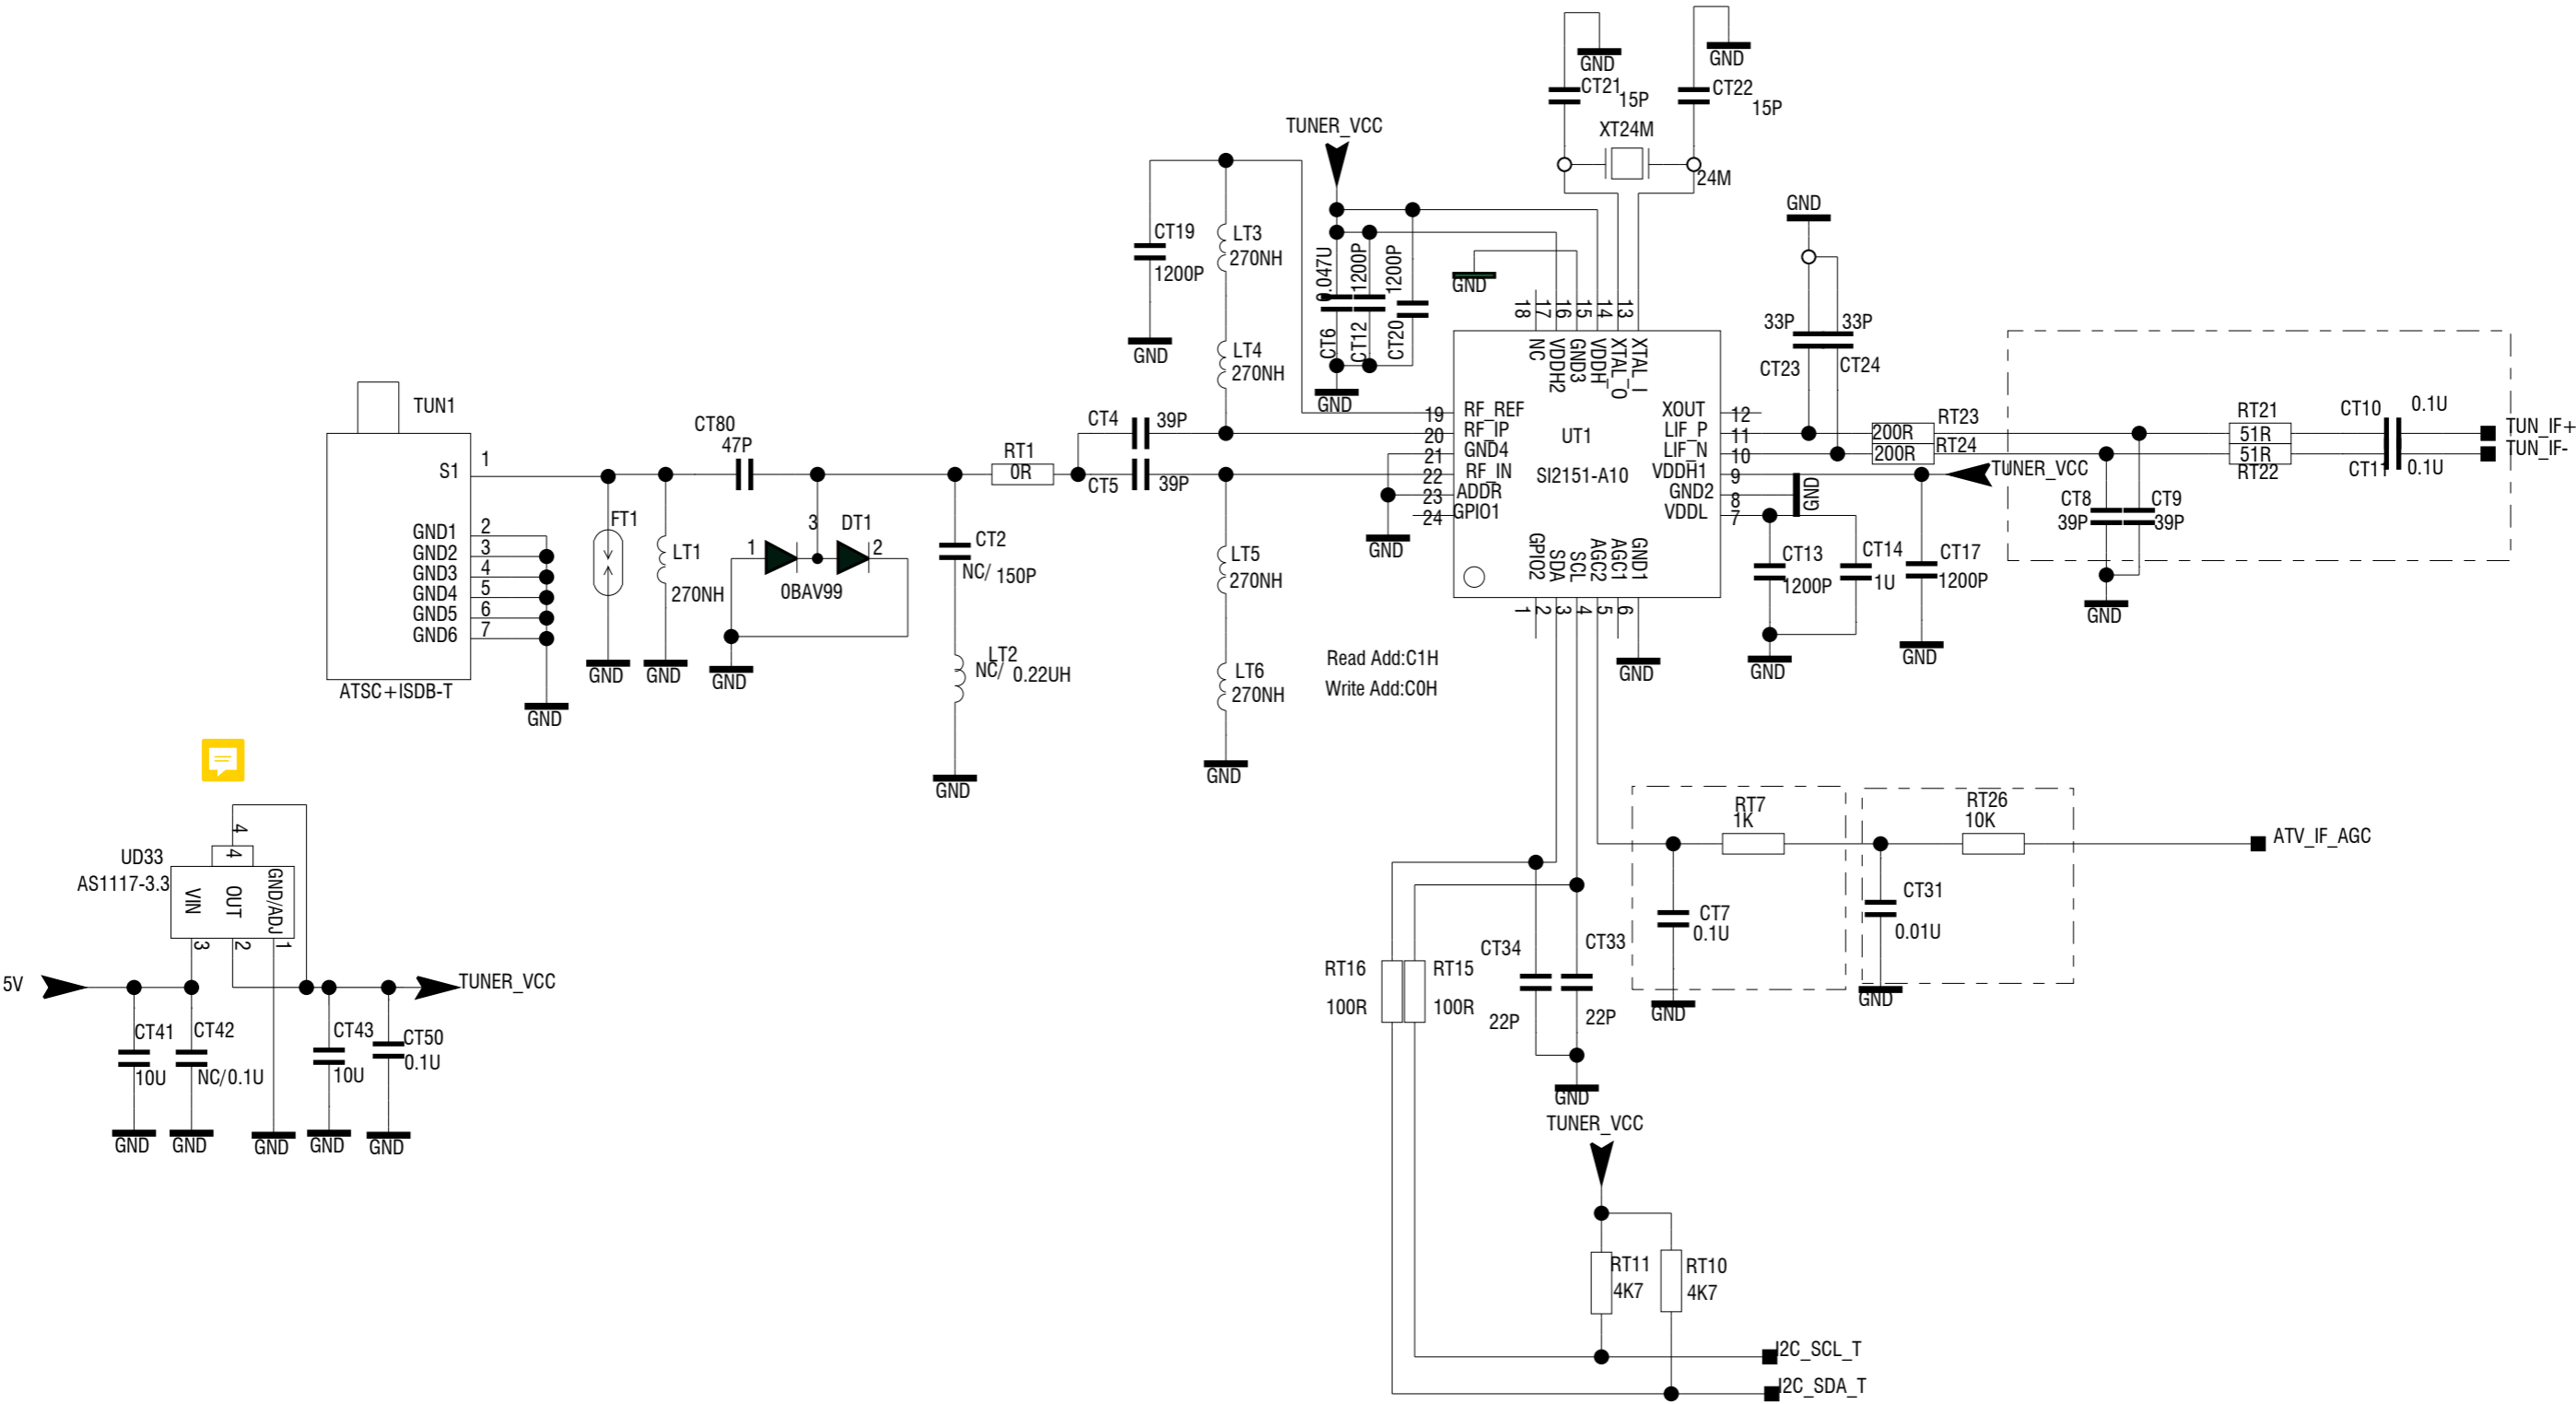 GND
CT21
15P
GND
CT22
15P
XT24M
24M
TUNER_VCC
CT19
1200P
GND
LT3
270NH
LT4
270NH
0.047U
1200P
1200P
CT6
CT12
CT20
GND
GND
GND
33P
33P
CT23
CT24
18
17
16
15
14
13
NC
VDDH2
GND3
VDDH
XTAL_O
XTAL_I
19
RF_REF
20
RF_IP
21
GND4
22
RF_IN
23
ADDR
24
GPIO1
UT1
SI2151-A10
XOUT
12
LIF_P
11
LIF_N
10
VDDH1
9
GND2
8
VDDL
7
GPIO2
SDA
SCL
AGC2
AGC1
GND1
1
2
3
4
5
6
GND
GND
RT23
200R
RT24
200R
TUNER_VCC
GND
CT13
1200P
CT14
1U
GND
CT17
1200P
GND
CT8
39P
CT9
39P
GND
RT21
51R
51R
RT22
CT10
0.1U
CT11
0.1U
TUN_IF+
TUN_IF-
TUN1
S1
1
GND1
2
GND2
3
GND3
4
GND4
5
GND5
6
GND6
7
ATSC+ISDB-T
GND
FT1
GND
LT1
270NH
GND
CT80
47P
3
DT1
1
2
0BAV99
GND
CT2
NC/ 150P
LT2
NC/ 0.22UH
GND
RT1
0R
CT4
39P
CT5
39P
LT5
270NH
LT6
270NH
GND
Read Add:C1H
Write Add:C0H
4
4
UD33
AS1117-3.3
VIN
OUT
GND/ADJ
3
2
1
5V
TUNER_VCC
CT41
10U
CT42
NC/0.1U
CT43
10U
CT50
0.1U
GND
GND
GND
GND
GND
RT7
1K
CT7
0.1U
GND
RT26
10K
CT31
0.01U
GND
ATV_IF_AGC
RT16
100R
RT15
100R
CT34
22P
CT33
22P
GND
TUNER_VCC
RT11
4K7
RT10
4K7
I2C_SCL_T
I2C_SDA_T